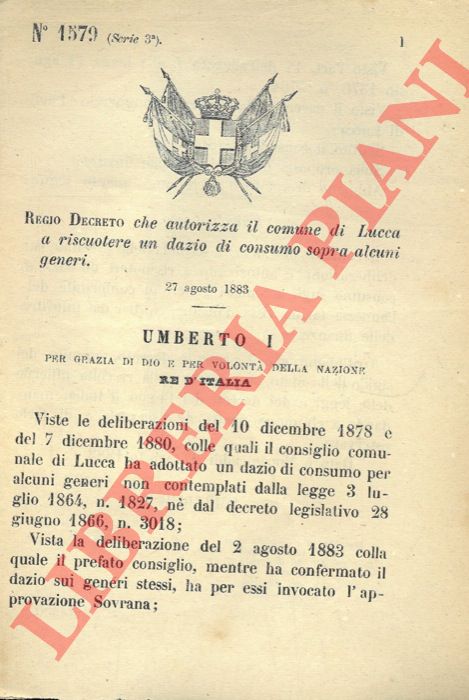 N° 1579 (Serie 3ª).
1
REGIO DECRETO che autorizza il comune di Lucca
a riscuotere un dazio di consumo sopra alcuni
generi.
27 agosto 1883
UMBERTO I
PER GRAZIA DI DIO E PER VOLONTÀ DELLA NAZIONE
RE D'ITALIA
Viste le deliberazioni del 10 dicembre 1878 e
del 7 dicembre 1880, colle quali il consiglio comu-
nale di Lucca ha adottato un dazio di consumo per
alcuni generi non contemplati dalla legge 3 lu-
glio 1864, n. 1827, nè dal decreto legislativo 28
giugno 1866, n. 3018;
Vista la deliberazione del 2 agosto 1883 colla
quale il prefato consiglio, mentre ha confermato il
dazio sui generi stessi, ha per essi invocato l'ap-
provazione Sovrana;
LIBRERIA PIANI